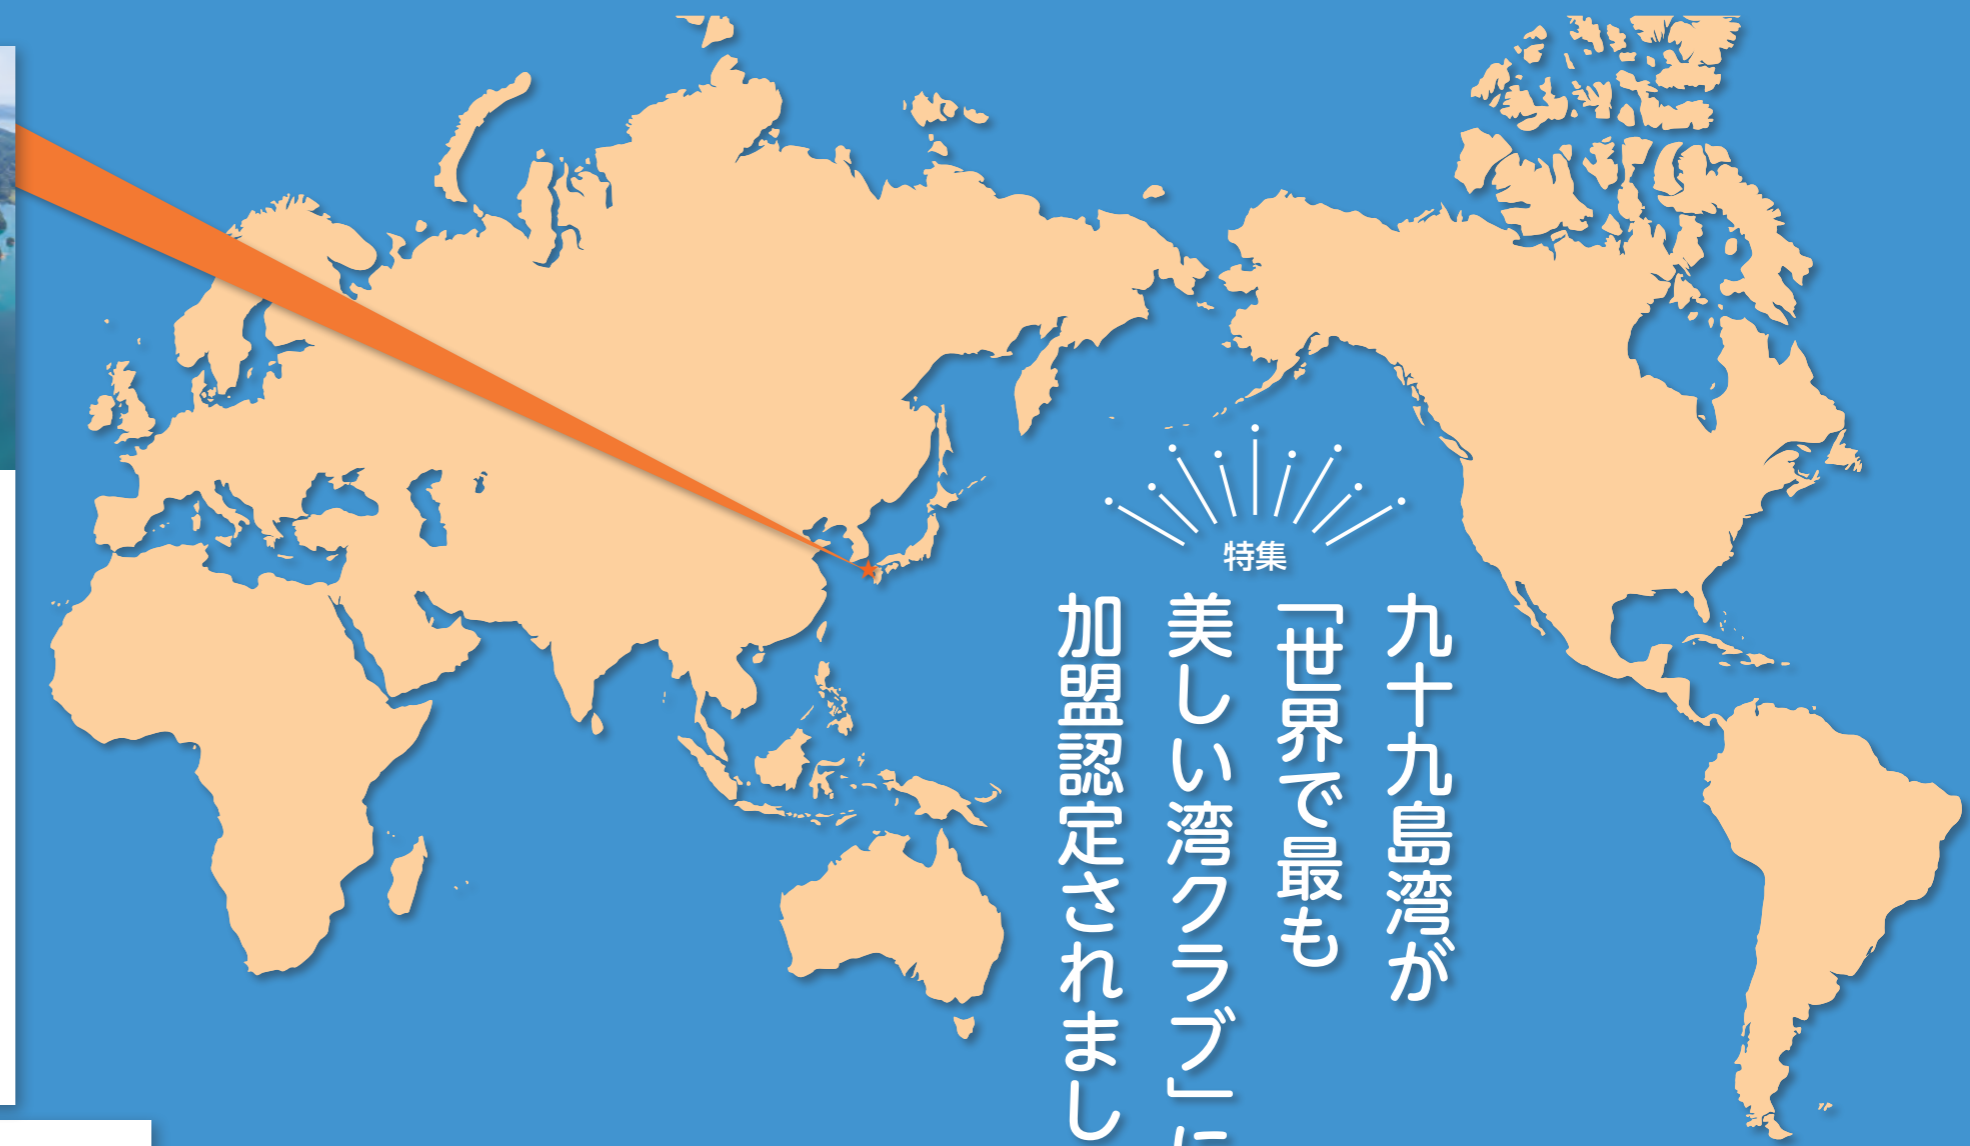 特集
九十九島湾が
「世界で最も
美しい湾クラブ」に
加盟認定されまし